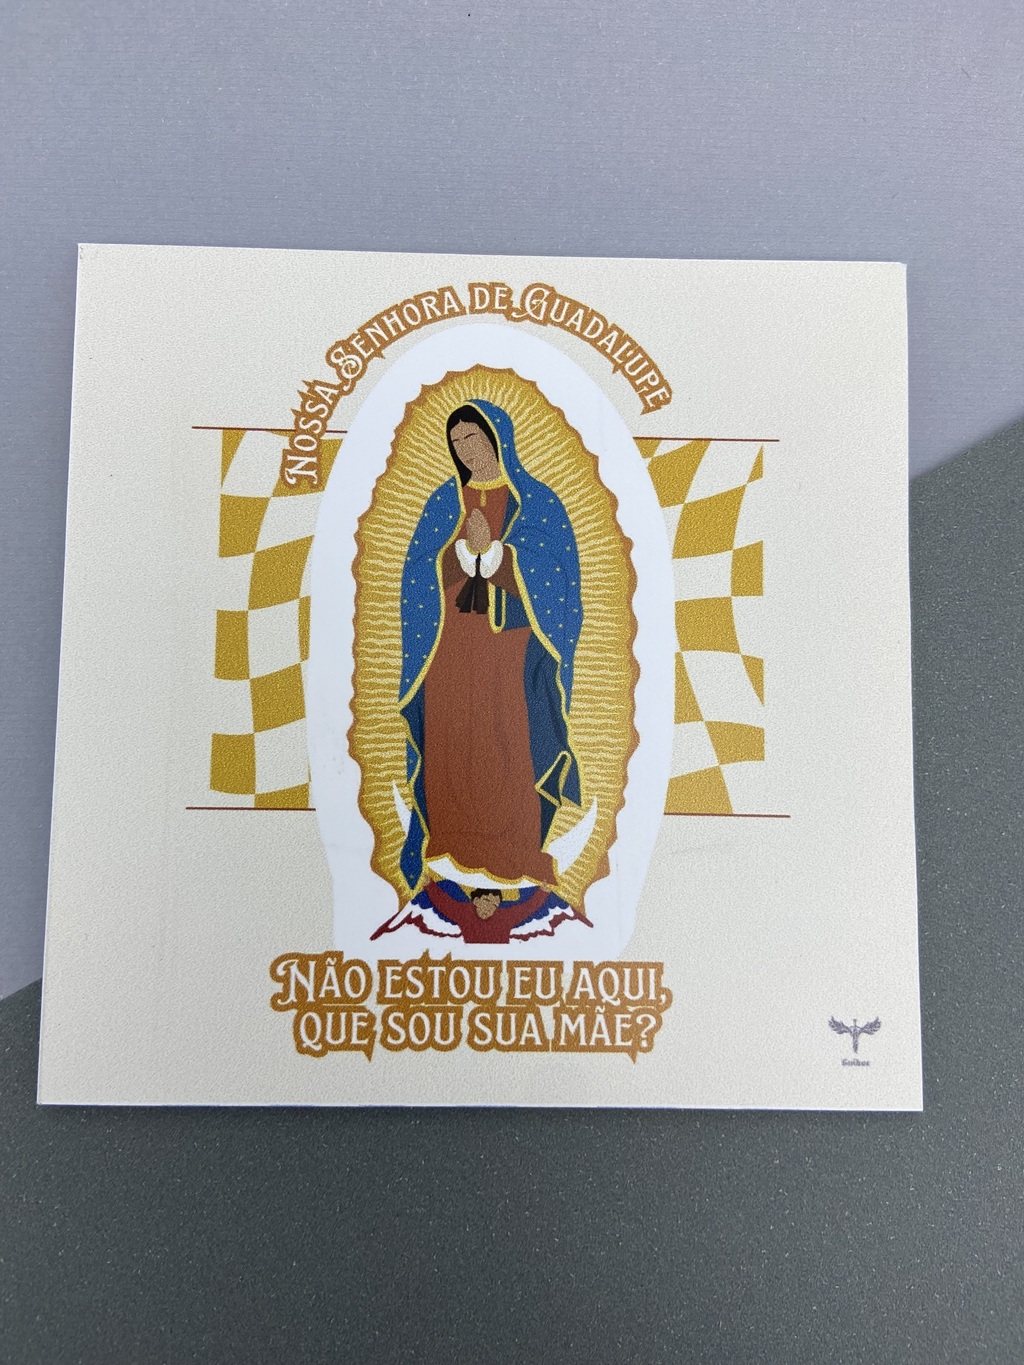 Nossa Senhora de Guadalupe
Não estou eu aqui,
que sou sua mãe?